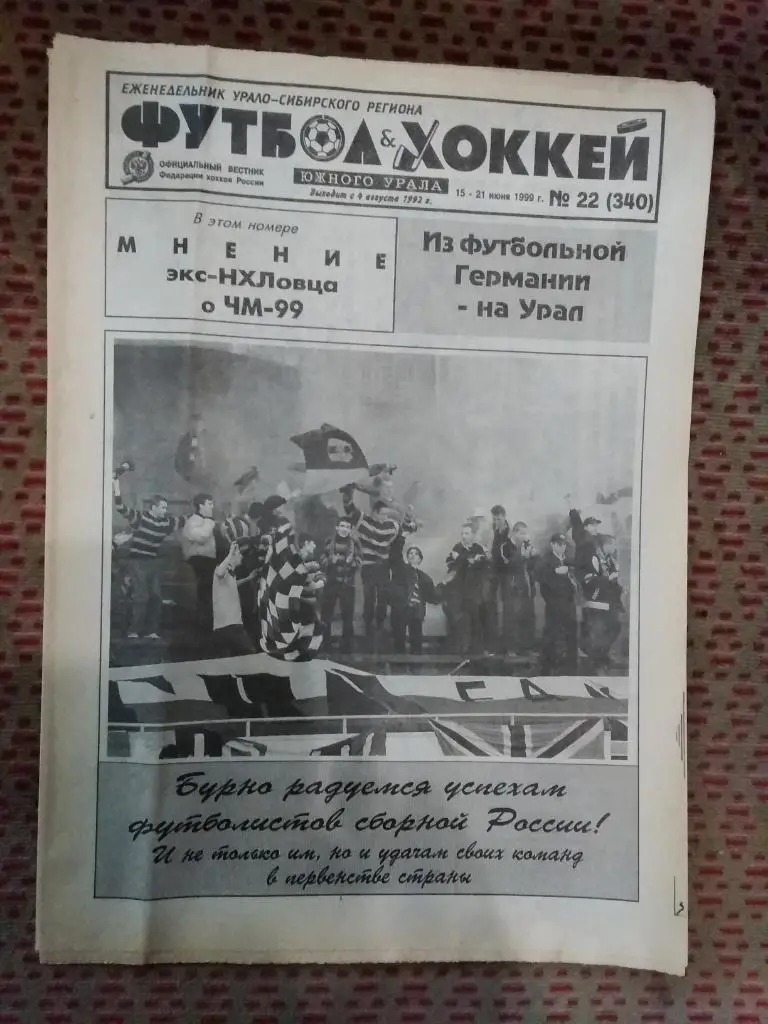 ЕЖЕНЕДЕЛЬНИК УРАЛО-СИБИРСКОГО РЕГИОНА
ФУТБОЛ & ХОККЕЙ
ОФИЦИАЛЬНЫЙ ВЕСТНИК
Федерации хоккея России
ЮЖНОГО УРАЛА
Выходит с 4 августа 1992 г.
15 - 21 июня 1999 г. № 22 (340)
В этом номере
МНЕНИЕ
экс-НХЛовца
о ЧМ-99
Из футбольной
Германии
- на Урал
Бурно радуемся успехам
футболистов сборной России!
И не только им, но и удачам своих команд
в первенстве страны